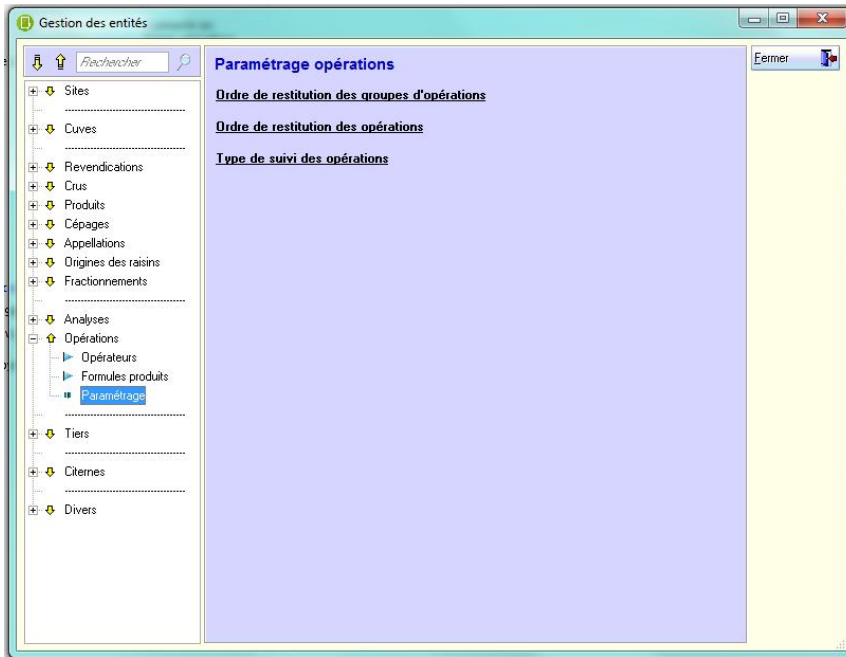 Gestion des entités
Rechercher
Sites
Cuves
Revendications
Crus
Produits
Cépages
Appellations
Origines des raisins
Fractionnements
Analyses
Opérations
Opérateurs
Formules produits
Paramétrage
Tiers
Citernes
Divers
Paramétrage opérations
Ordre de restitution des groupes d'opérations
Ordre de restitution des opérations
Type de suivi des opérations
Fermer